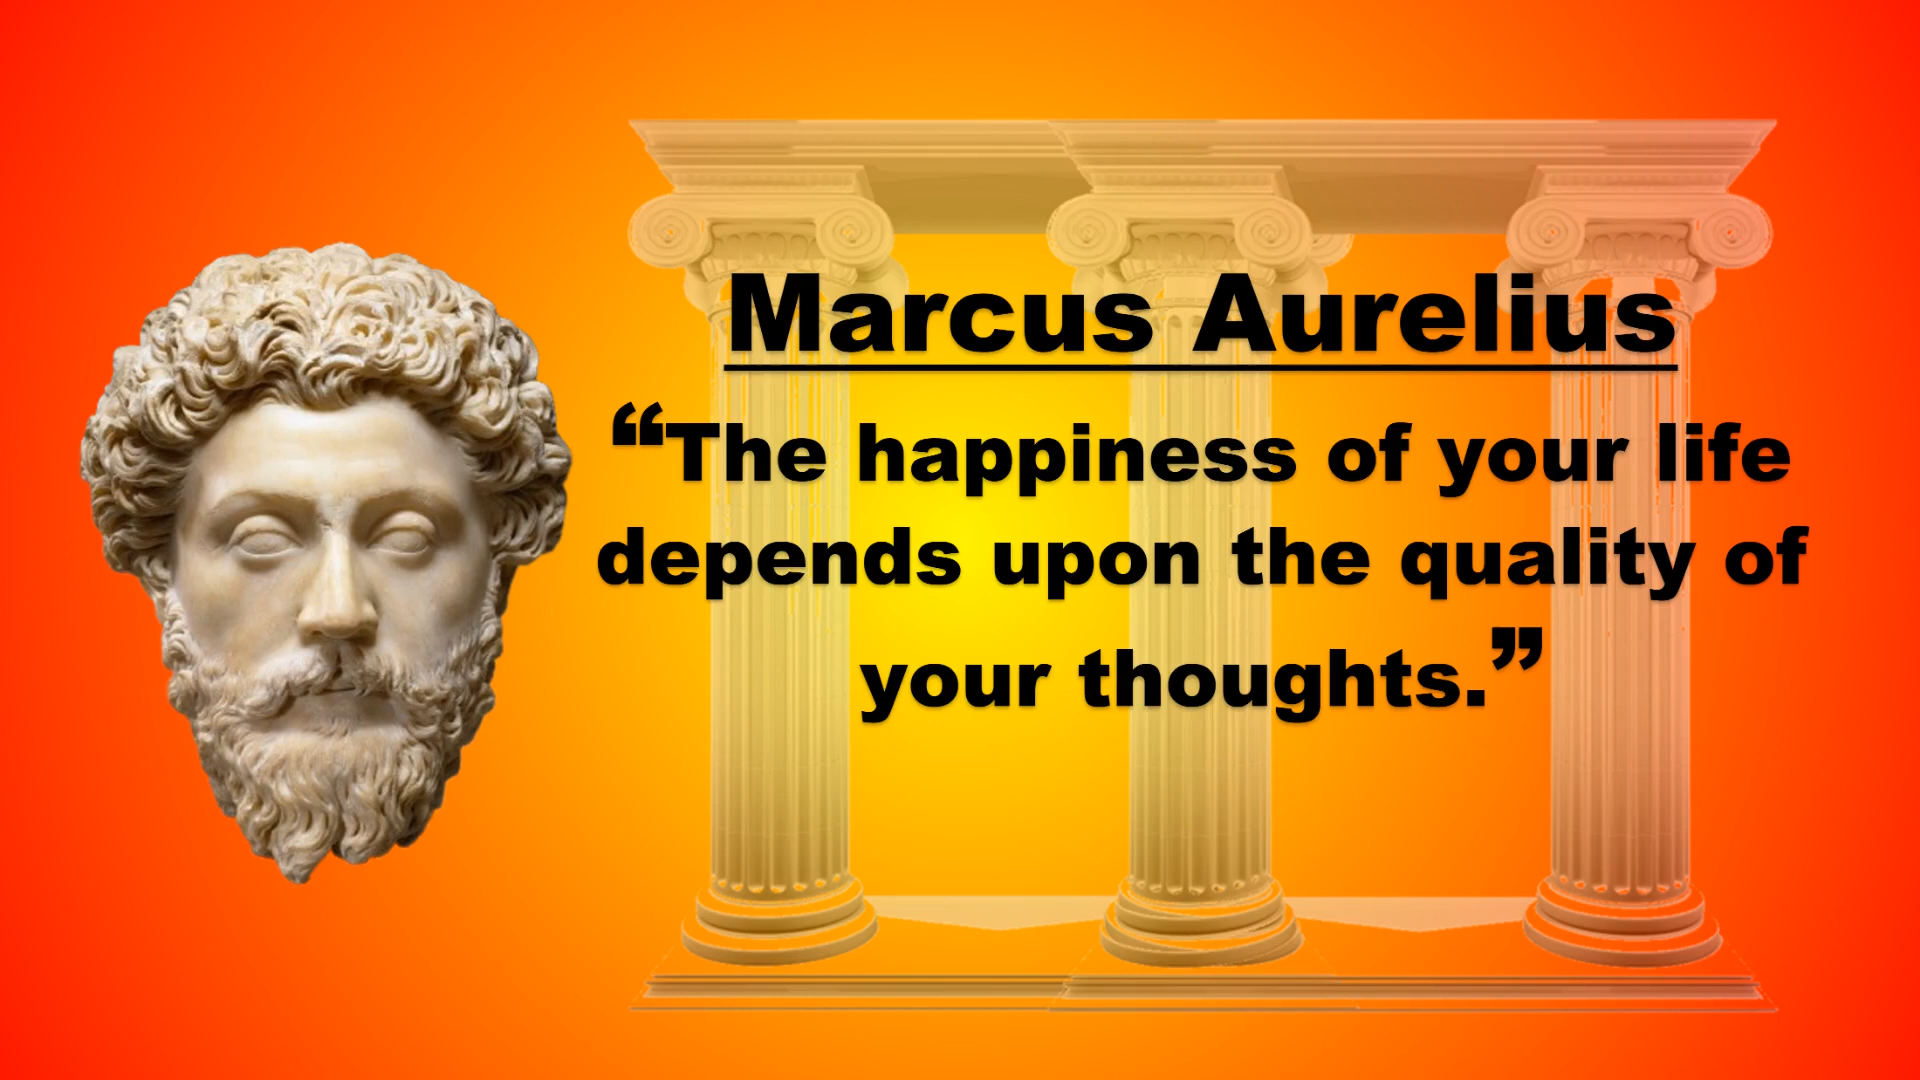 Marcus Aurelius
“The happiness of your life
depends upon the quality of
your thoughts.”